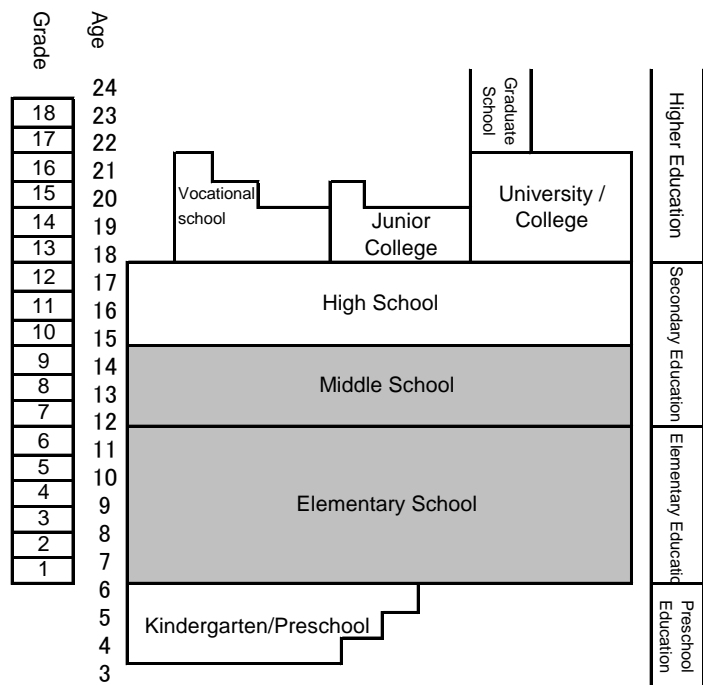 Grade
Age
18
17
16
15
14
13
12
11
10
9
8
7
6
5
4
3
2
1
24
23
22
21
20
19
18
17
16
15
14
13
12
11
10
9
8
7
6
5
4
3
Graduate
School
Vocational
school
Junior
College
University /
College
High School
Middle School
Elementary School
Kindergarten/Preschool
Higher Education
Secondary Education
Elementary Educatio
Preschool
Education